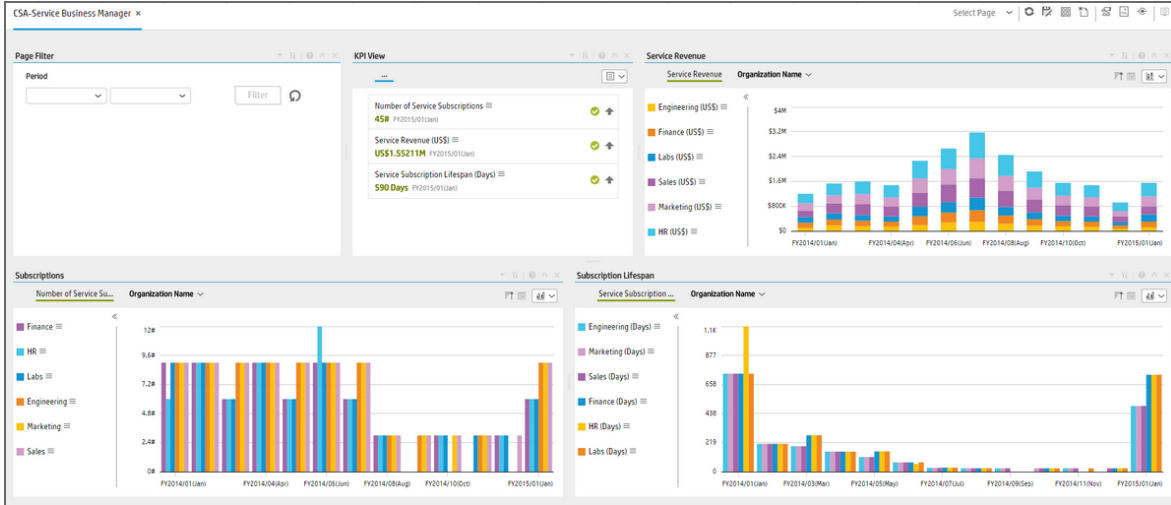 CSA-Service Business Manager ×
Select Page
Page Filter
Period
Filter
KPI View
...
Number of Service Subscriptions
45# FY2015/01(Jan)
Service Revenue (US$)
US$1.55211M FY2015/01(Jan)
Service Subscription Lifespan (Days)
590 Days FY2015/01(Jan)
Service Revenue
Service Revenue Organization Name
Engineering (US$)
Finance (US$)
Labs (US$)
Sales (US$)
Marketing (US$)
HR (US$)
$4M
$3.2M
$2.4M
$1.6M
$800K
$0
FY2014/01(Jan) FY2014/04(Apr) FY2014/06(Jun) FY2014/08(Aug) FY2014/10(Oct) FY2015/01(Jan)
Subscriptions
Number of Service Su... Organization Name
Finance
HR
Labs
Engineering
Marketing
Sales
12#
9.6#
7.2#
4.8#
2.4#
0#
FY2014/01(Jan) FY2014/04(Apr) FY2014/06(Jun) FY2014/08(Aug) FY2014/10(Oct) FY2015/01(Jan)
Subscription Lifespan
Service Subscription ... Organization Name
Engineering (Days)
Marketing (Days)
Sales (Days)
Finance (Days)
HR (Days)
Labs (Days)
1,1K
877
658
438
219
0
FY2014/01(Jan) FY2014/03(Mar) FY2014/05(May) FY2014/07(Jul) FY2014/09(Sep) FY2014/11(Nov) FY2015/01(Jan)